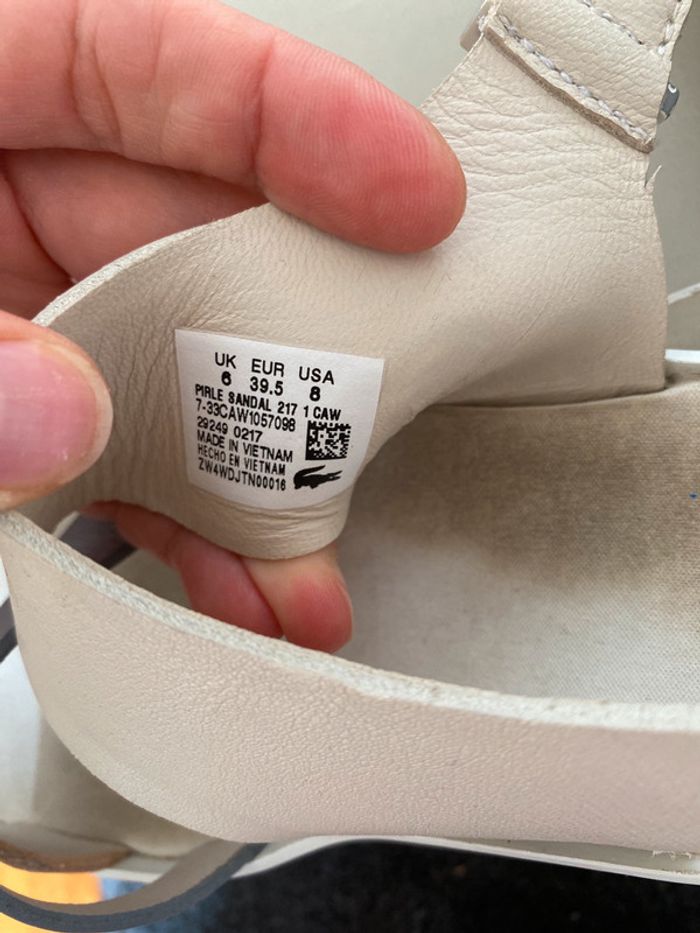 UK EUR USA
6 39.5 8
PIRLE SANDAL 217 1 CAW
7-33CAW1057098
29249 0217
MADE IN VIETNAM
HECHO EN VIETNAM
ZW4WDJTN00016